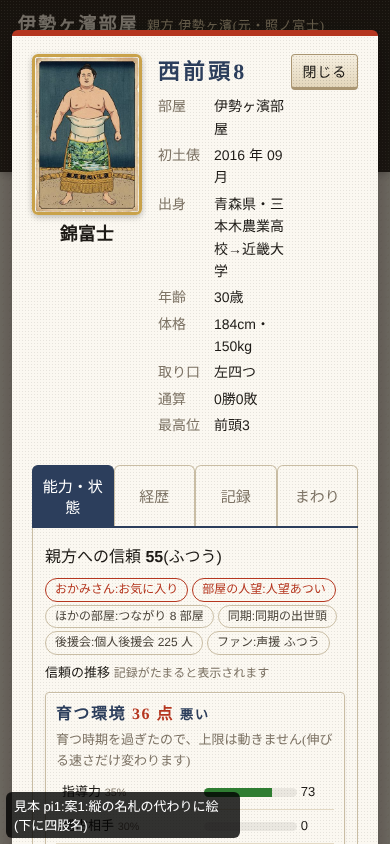 伊勢ヶ濱部屋 親方 伊勢ヶ濱(元・照ノ富士)
西前頭8
閉じる
部屋 伊勢ヶ濱部屋
初土俵 2016 年 09 月
出身 青森県・三本木農業高校→近畿大学
年齢 30歳
体格 184cm・150kg
取り口 左四つ
通算 0勝0敗
最高位 前頭3
錦富士
能力・状態 経歴 記録 まわり
親方への信頼 55(ふつう)
おかみさん:お気に入り 部屋の人望:人望あつい
ほかの部屋:つながり 8 部屋 同期:同期の出世頭
後援会:個人後援会 225 人 ファン:声援 ふつう
信頼の推移 記録がたまると表示されます
育つ環境 36 点 悪い
育つ時期を過ぎたので、上限は動きません(伸びる速さだけ変わります)
指導力 35% 73
相手 30% 0
見本 pi1:案1:縦の名札の代わりに絵(下に四股名)